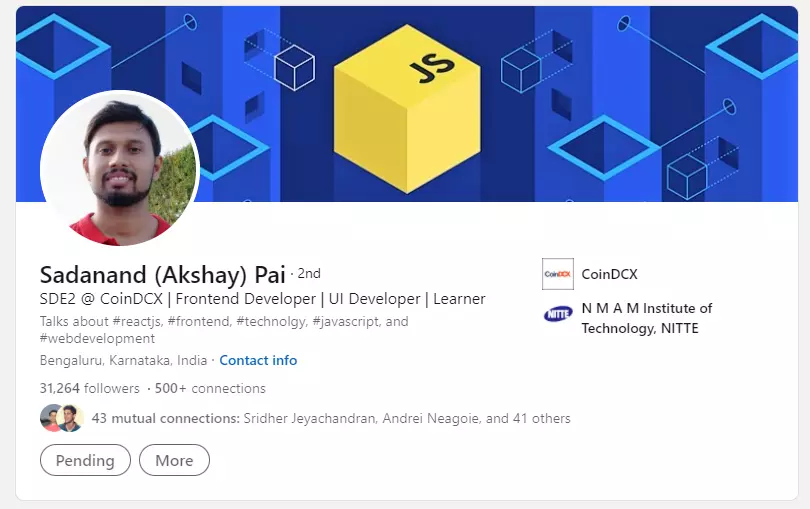 JS
Sadanand (Akshay) Pai · 2nd
SDE2 @ CoinDCX | Frontend Developer | UI Developer | Learner
Talks about #reactjs, #frontend, #technolgy, #javascript, and
#webdevelopment
Bengaluru, Karnataka, India · Contact info
31,264 followers · 500+ connections
43 mutual connections: Sridher Jeyachandran, Andrei Neagoie, and 41 others
Pending
More
CoinDCX
CoinDCX
NITTE
N M A M Institute of
Technology, NITTE